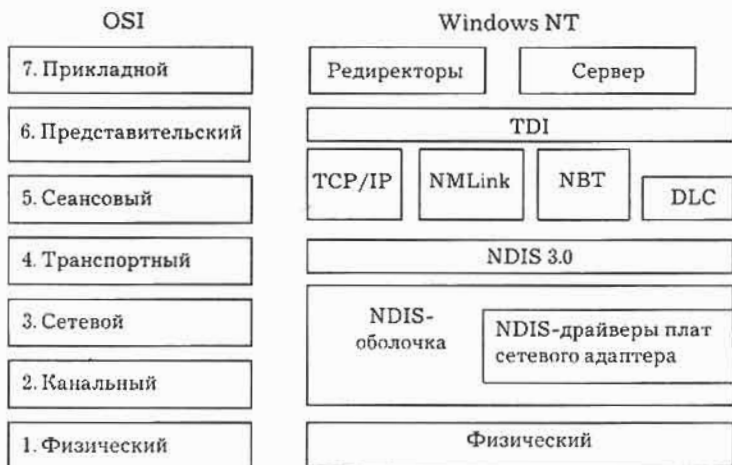 OSI
Windows NT
7. Прикладной
Редиректоры
Сервер
6. Представительский
TDI
TCP/IP
NMLink
NBT
DLC
5. Сеансовый
4. Транспортный
NDIS 3.0
3. Сетевой
NDIS-
оболочка
NDIS-драйверы плат
сетевого адаптера
2. Канальный
1. Физический
Физический